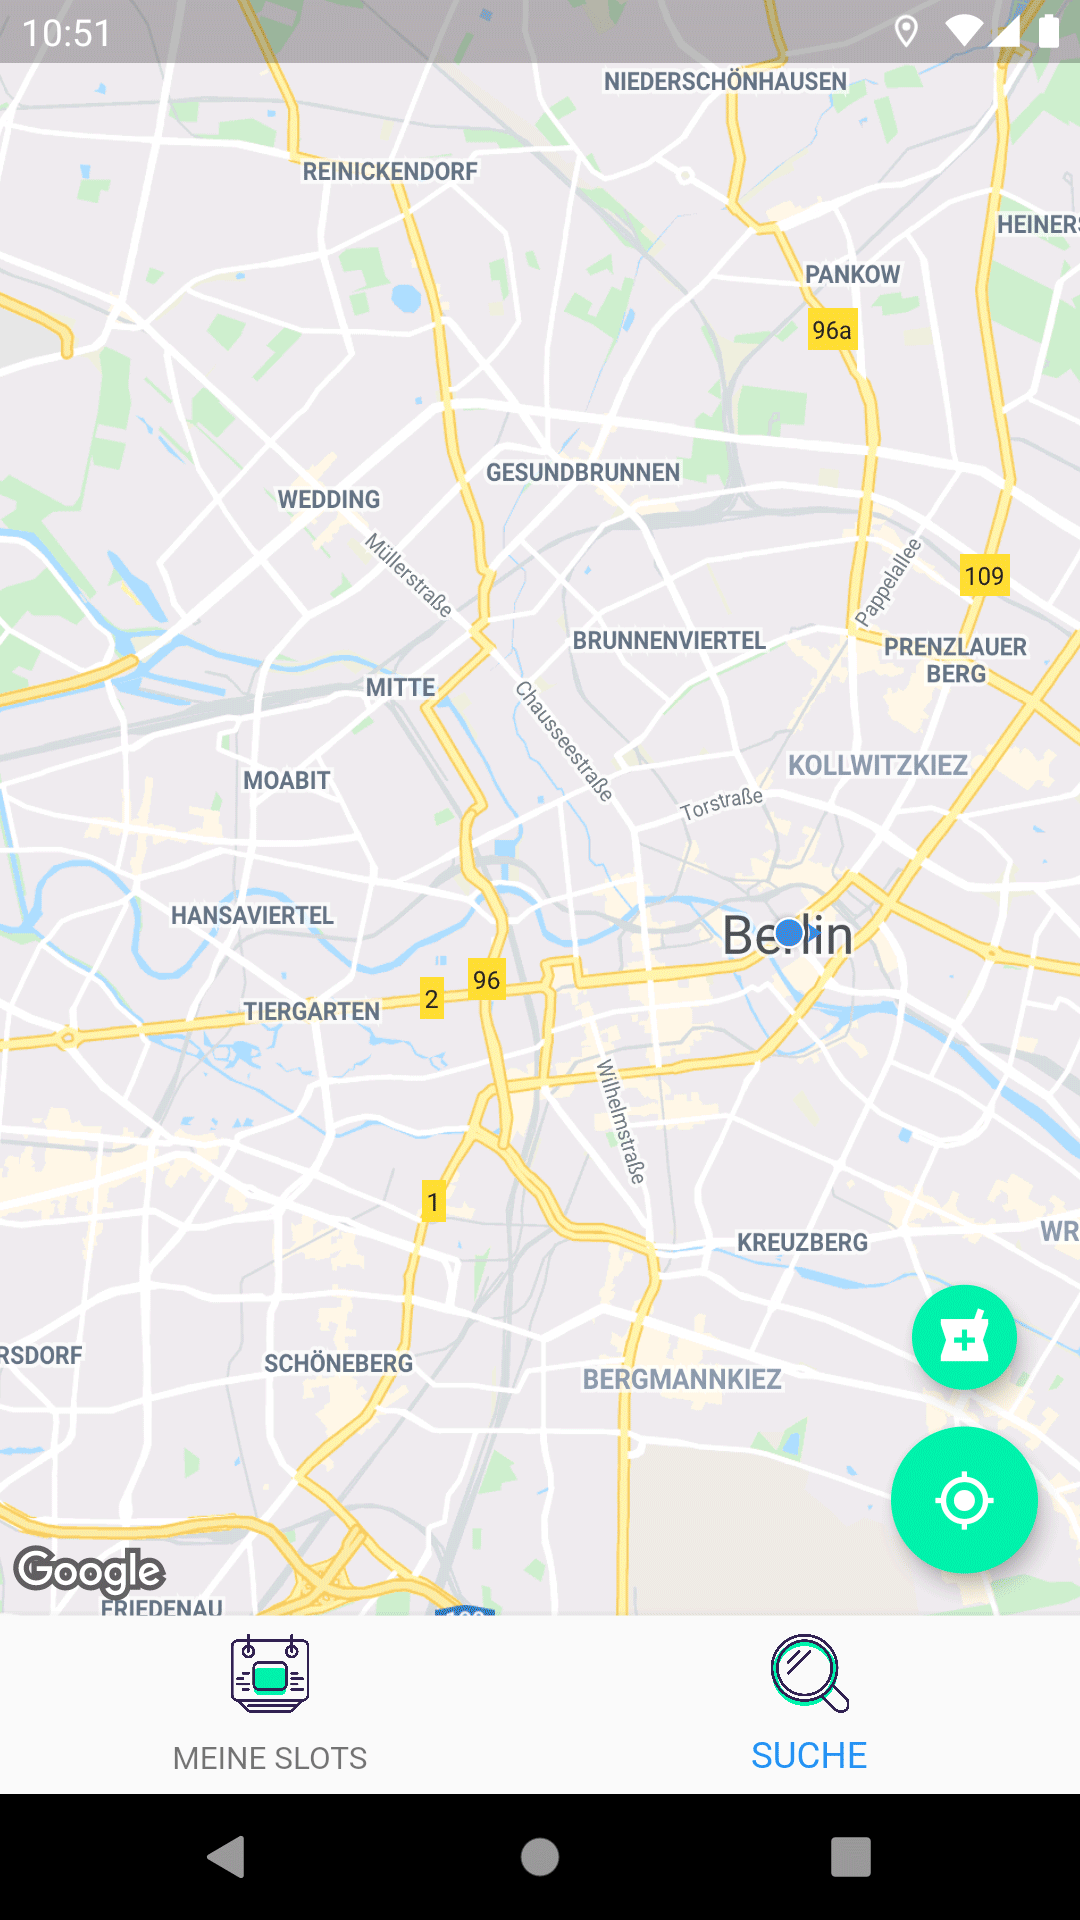 10:51
NIEDERSCHÖNHAUSEN
REINICKENDORF
HEINERS
PANKOW
96a
GESUNDBRUNNEN
WEDDING
Müllerstraße
Pappelallee
109
BRUNNENVIERTEL
PRENZLAUER
BERG
MITTE
Chausseestraße
KOLLWITZKIEZ
MOABIT
Torstraße
HANSAVIERTEL
Berlin
96
2
TIERGARTEN
Wilhelmstraße
1
KREUZBERG
WR
RSDORF
SCHÖNEBERG
BERGMANNKIEZ
Google
FRIEDENAU
MEINE SLOTS
SUCHE